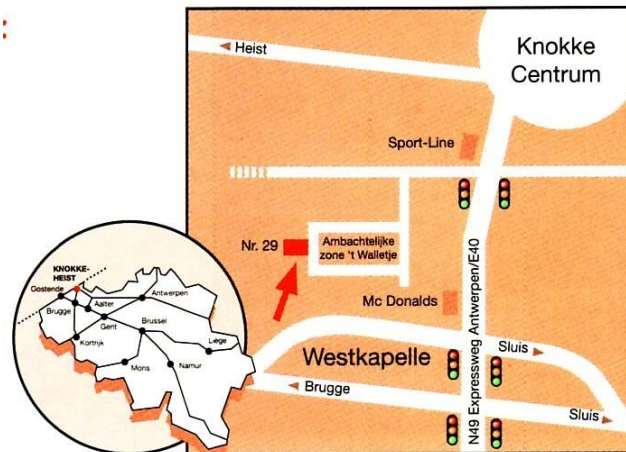 Heist
Knokke
Centrum
Sport-Line
Nr. 29
Ambachtelijke
zone 't Walletje
Mc Donalds
N49 Expressweg Antwerpen/E40
Westkapelle
Sluis
Brugge
Sluis
KNOKKE-
HEIST
Oostende
Brugge
Aalter
Gent
Antwerpen
Brussel
Kortrijk
Mons
Namur
Liège